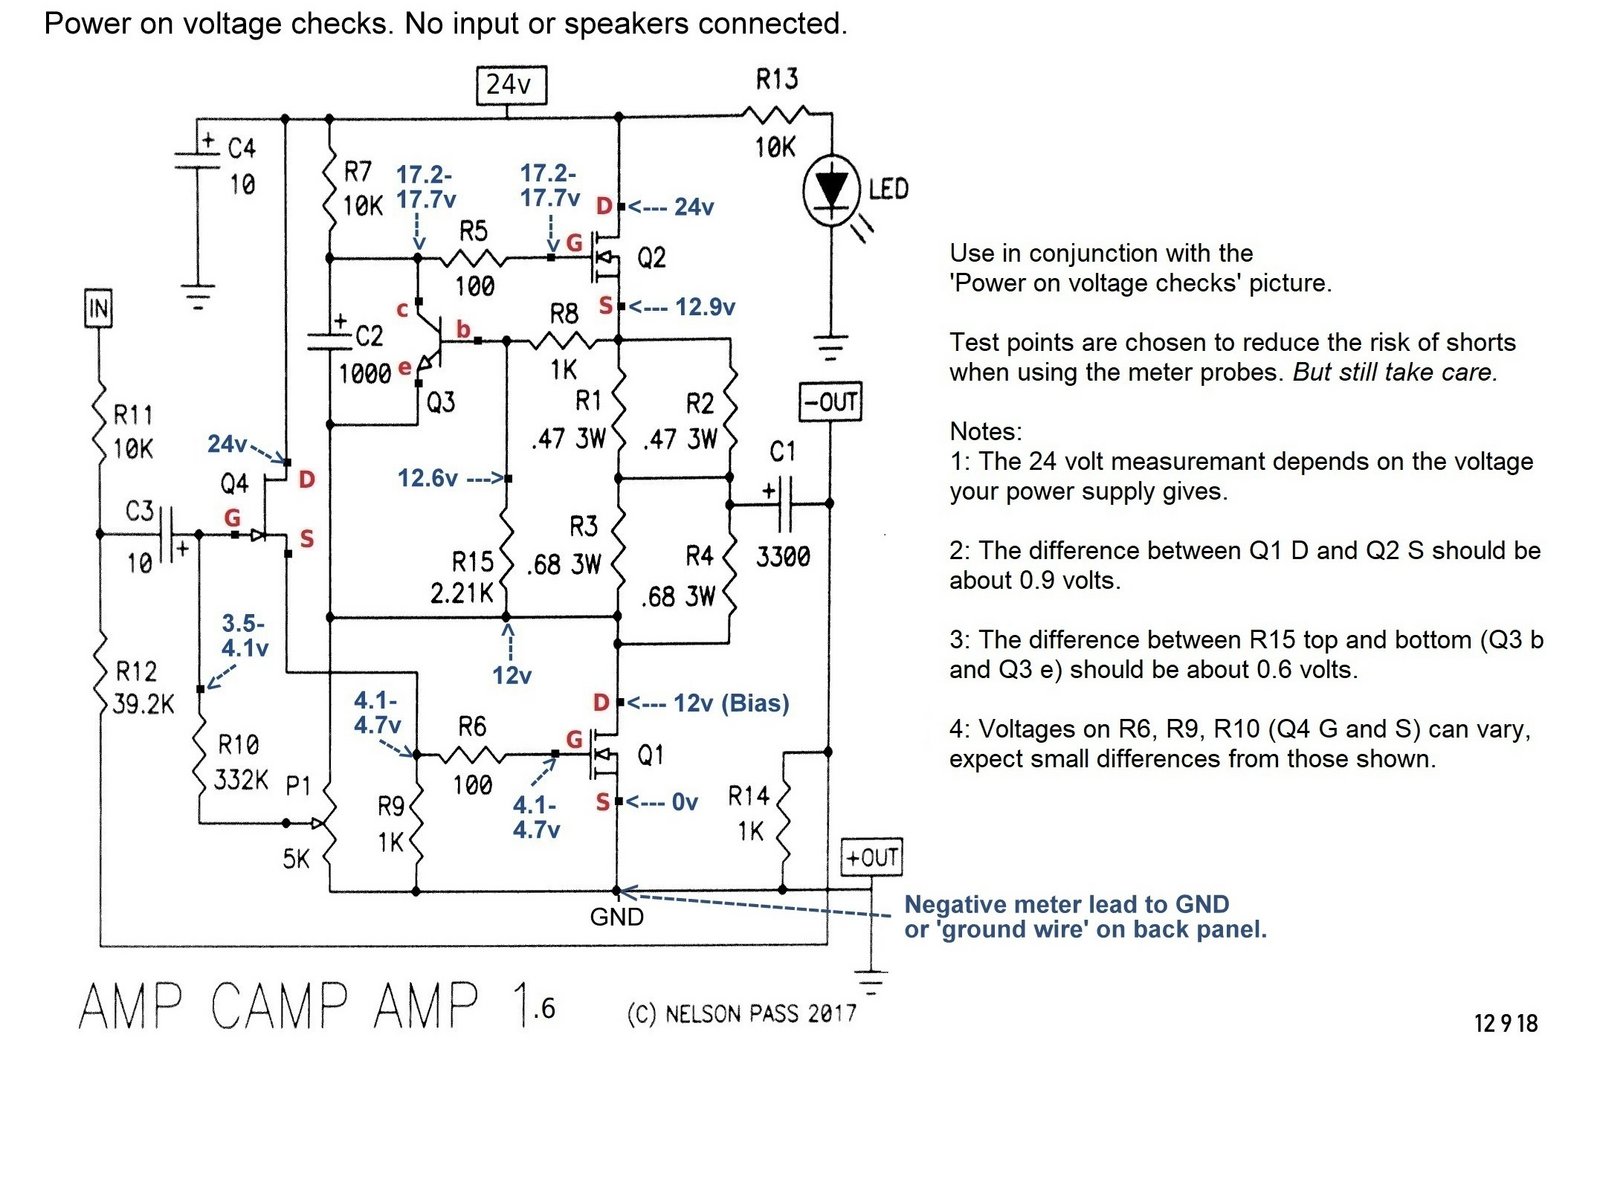 Power on voltage checks. No input or speakers connected.
24v
R13
10K
LED
+ C4
10
R7
10K
17.2-
17.7v
17.2-
17.7v
D <--- 24v
R5
100
G
Q2
S <--- 12.9v
IN
c
b
e
Q3
+
C2
1000
R8
1K
R1
.47 3W
R2
.47 3W
-OUT
R11
10K
24v
Q4
D
G
S
12.6v --->
C1
+
3300
C3
10
+
R3
.68 3W
R4
.68 3W
R15
2.21K
3.5-
4.1v
12v
R12
39.2K
D <--- 12v (Bias)
4.1-
4.7v
R6
100
G
Q1
R10
332K
P1
5K
R9
1K
4.1-
4.7v
S <--- 0v
R14
1K
+OUT
GND
Negative meter lead to GND
or 'ground wire' on back panel.
AMP CAMP AMP 1.6
(C) NELSON PASS 2017
Use in conjunction with the
'Power on voltage checks' picture.
Test points are chosen to reduce the risk of shorts
when using the meter probes. But still take care.
Notes:
1: The 24 volt measuremant depends on the voltage
your power supply gives.
2: The difference between Q1 D and Q2 S should be
about 0.9 volts.
3: The difference between R15 top and bottom (Q3 b
and Q3 e) should be about 0.6 volts.
4: Voltages on R6, R9, R10 (Q4 G and S) can vary,
expect small differences from those shown.
12 9 18